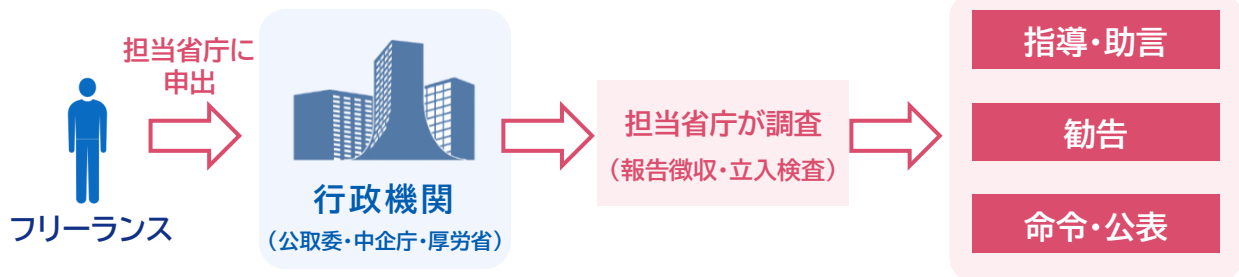 担当省庁に
申出
フリーランス
行政機関
（公取委・中企庁・厚労省）
担当省庁が調査
（報告徴収・立入検査）
指導・助言
勧告
命令・公表